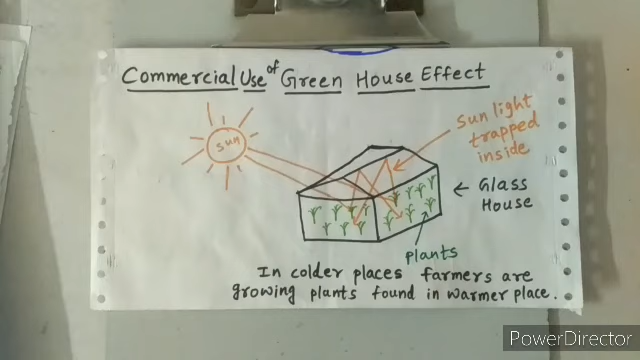 Commercial Use of Green House Effect
Sun
Sun light
trapped
inside
← Glass
House
plants
In colder places farmers are
growing plants found in warmer place.
PowerDirector